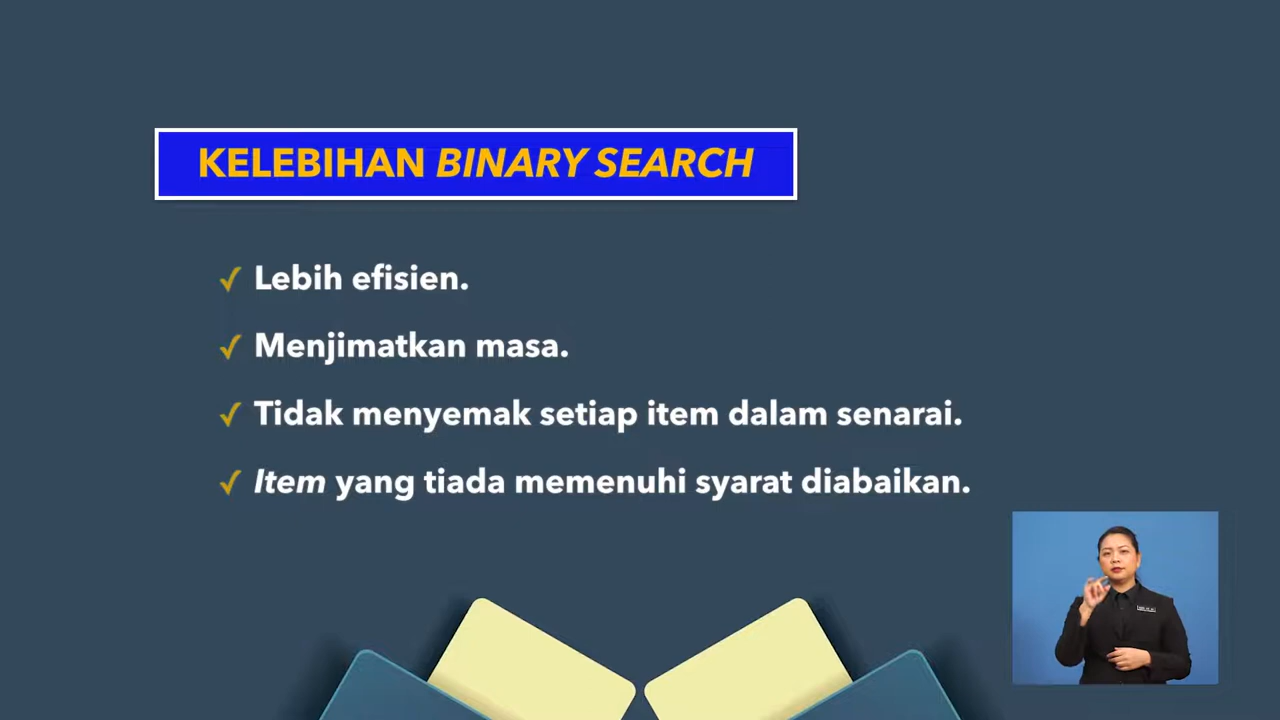 KELEBIHAN BINARY SEARCH
✓ Lebih efisien.
✓ Menjimatkan masa.
✓ Tidak menyemak setiap item dalam senarai.
✓ Item yang tiada memenuhi syarat diabaikan.